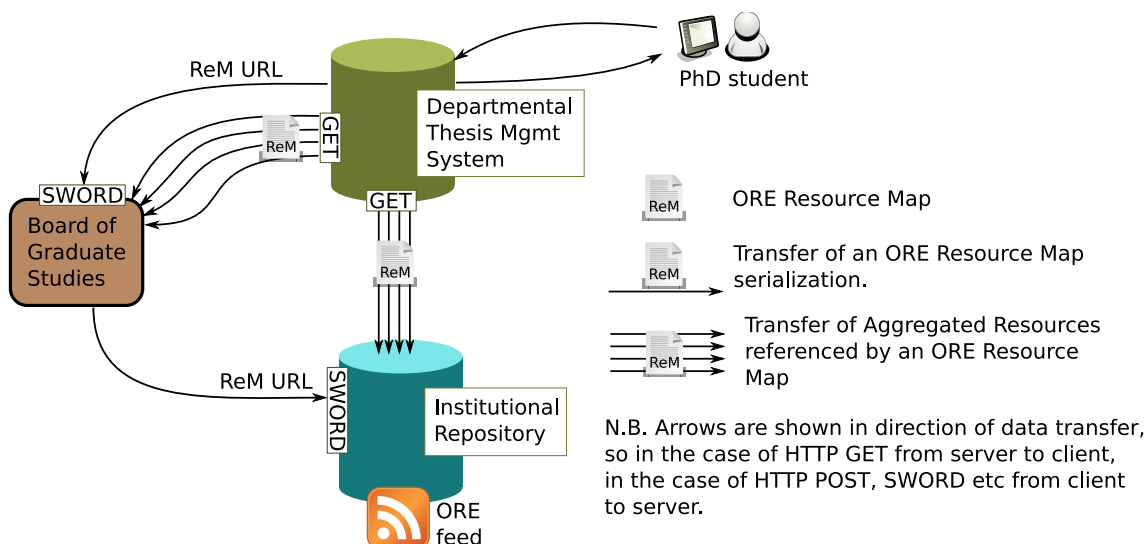 PhD student
ReM URL
Departmental
Thesis Mgmt
System
GET
ReM
SWORD
Board of
Graduate
Studies
GET
ReM
ReM URL
SWORD
Institutional
Repository
ORE
feed
ReM
ORE Resource Map
ReM
Transfer of an ORE Resource Map
serialization.
ReM
Transfer of Aggregated Resources
referenced by an ORE Resource
Map
N.B. Arrows are shown in direction of data transfer,
so in the case of HTTP GET from server to client,
in the case of HTTP POST, SWORD etc from client
to server.